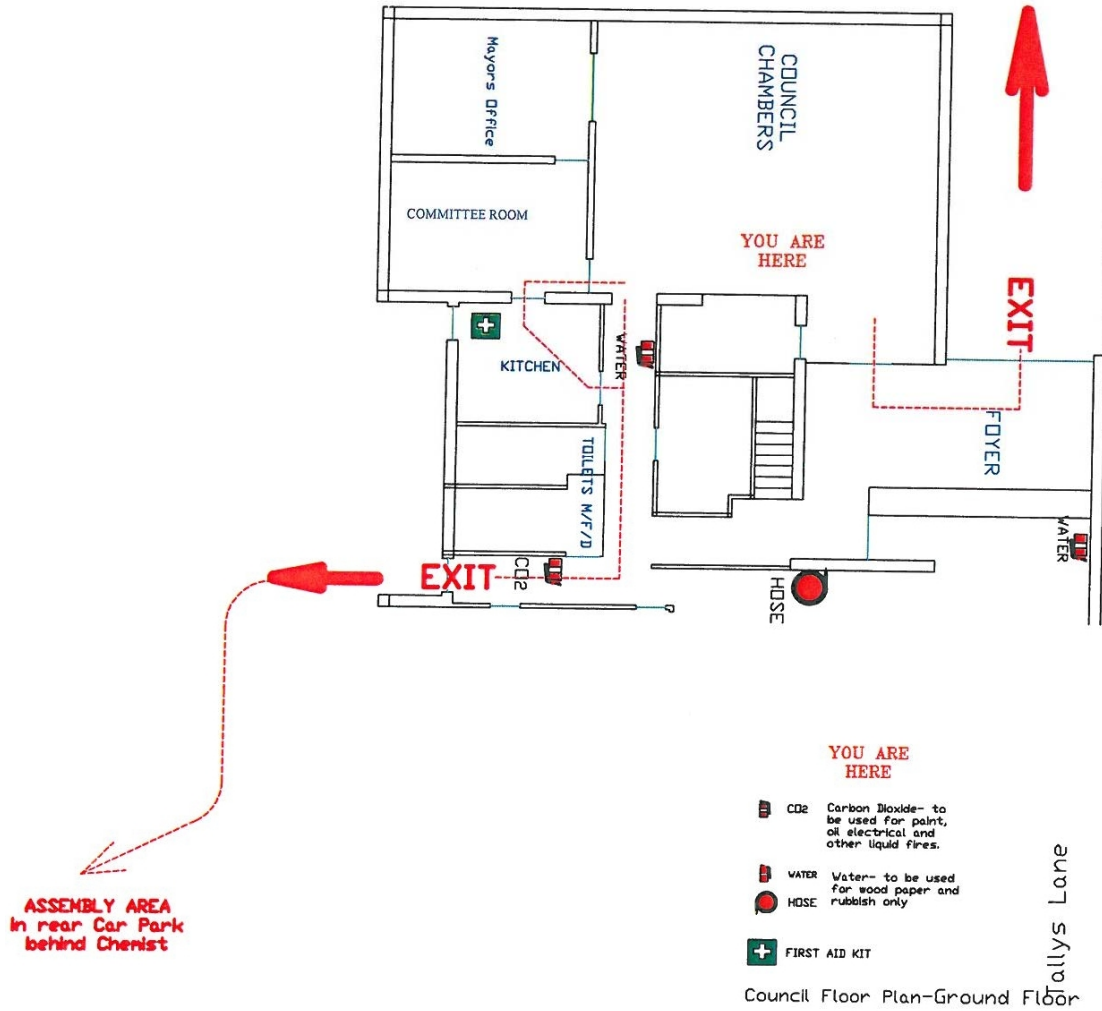 Mayors Office
COUNCIL
CHAMBERS
COMMITTEE ROOM
YOU ARE
HERE
EXIT
WATER
KITCHEN
FOYER
TOILETS M/F/D
WATER
EXIT
CO2
HOSE
YOU ARE
HERE
CO2 Carbon Dioxide- to
be used for paint,
oil electrical and
other liquid fires.
WATER Water- to be used
for wood paper and
HOSE rubbish only
FIRST AID KIT
ASSEMBLY AREA
in rear Car Park
behind Chemist
Tallys Lane
Council Floor Plan-Ground Floor